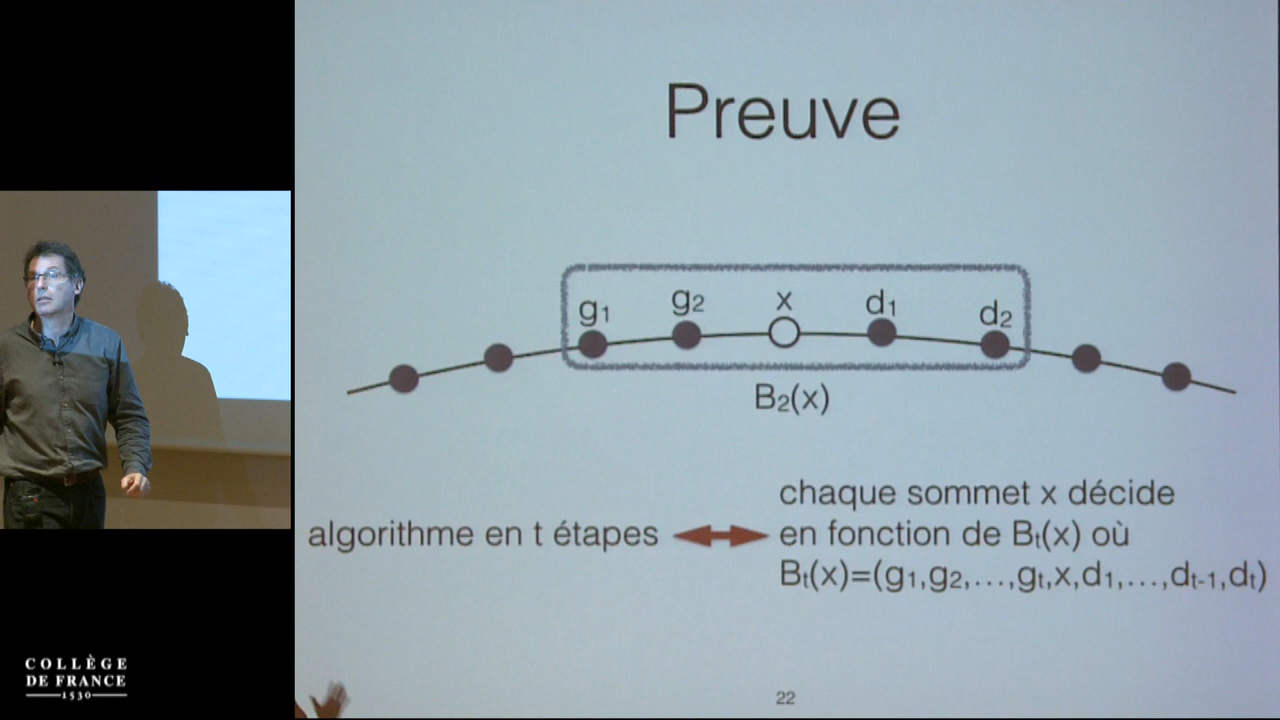 Preuve
g1 g2 x d1 d2
B2(x)
algorithme en t étapes
chaque sommet x décide
en fonction de Bt(x) où
Bt(x)=(g1,g2,…,gt,x,d1,…,dt-1,dt)
22
COLLÈGE
DE FRANCE
1530